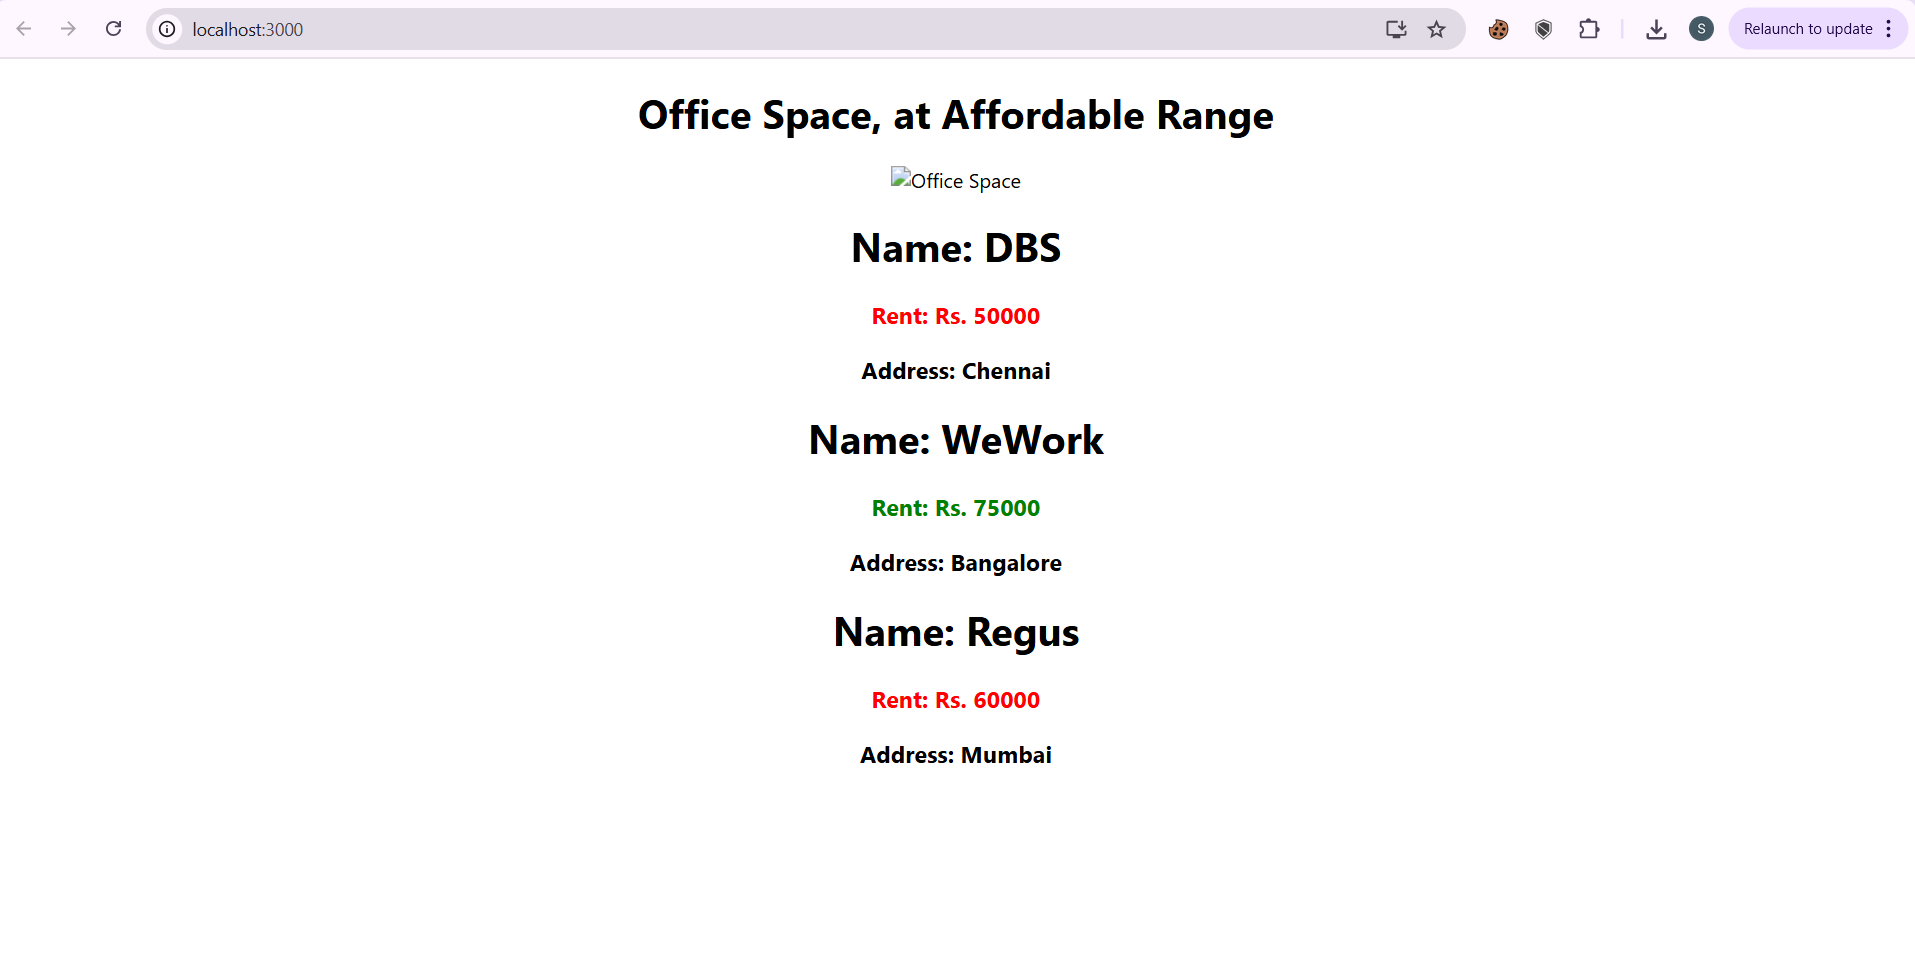 localhost:3000
S
Relaunch to update
Office Space, at Affordable Range
Office Space
Name: DBS
Rent: Rs. 50000
Address: Chennai
Name: WeWork
Rent: Rs. 75000
Address: Bangalore
Name: Regus
Rent: Rs. 60000
Address: Mumbai